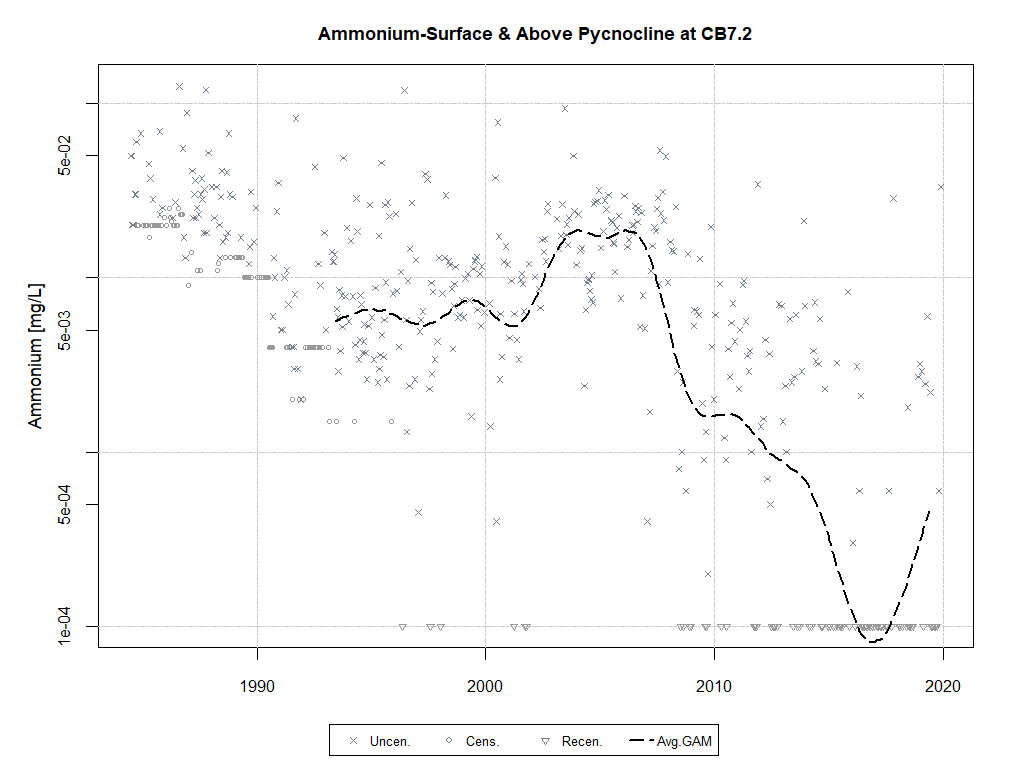 Ammonium-Surface & Above Pycnocline at CB7.2
Ammonium [mg/L]
5e-02
5e-03
5e-04
1e-04
1990 2000 2010 2020
Uncen. Cens. Recen. Avg.GAM